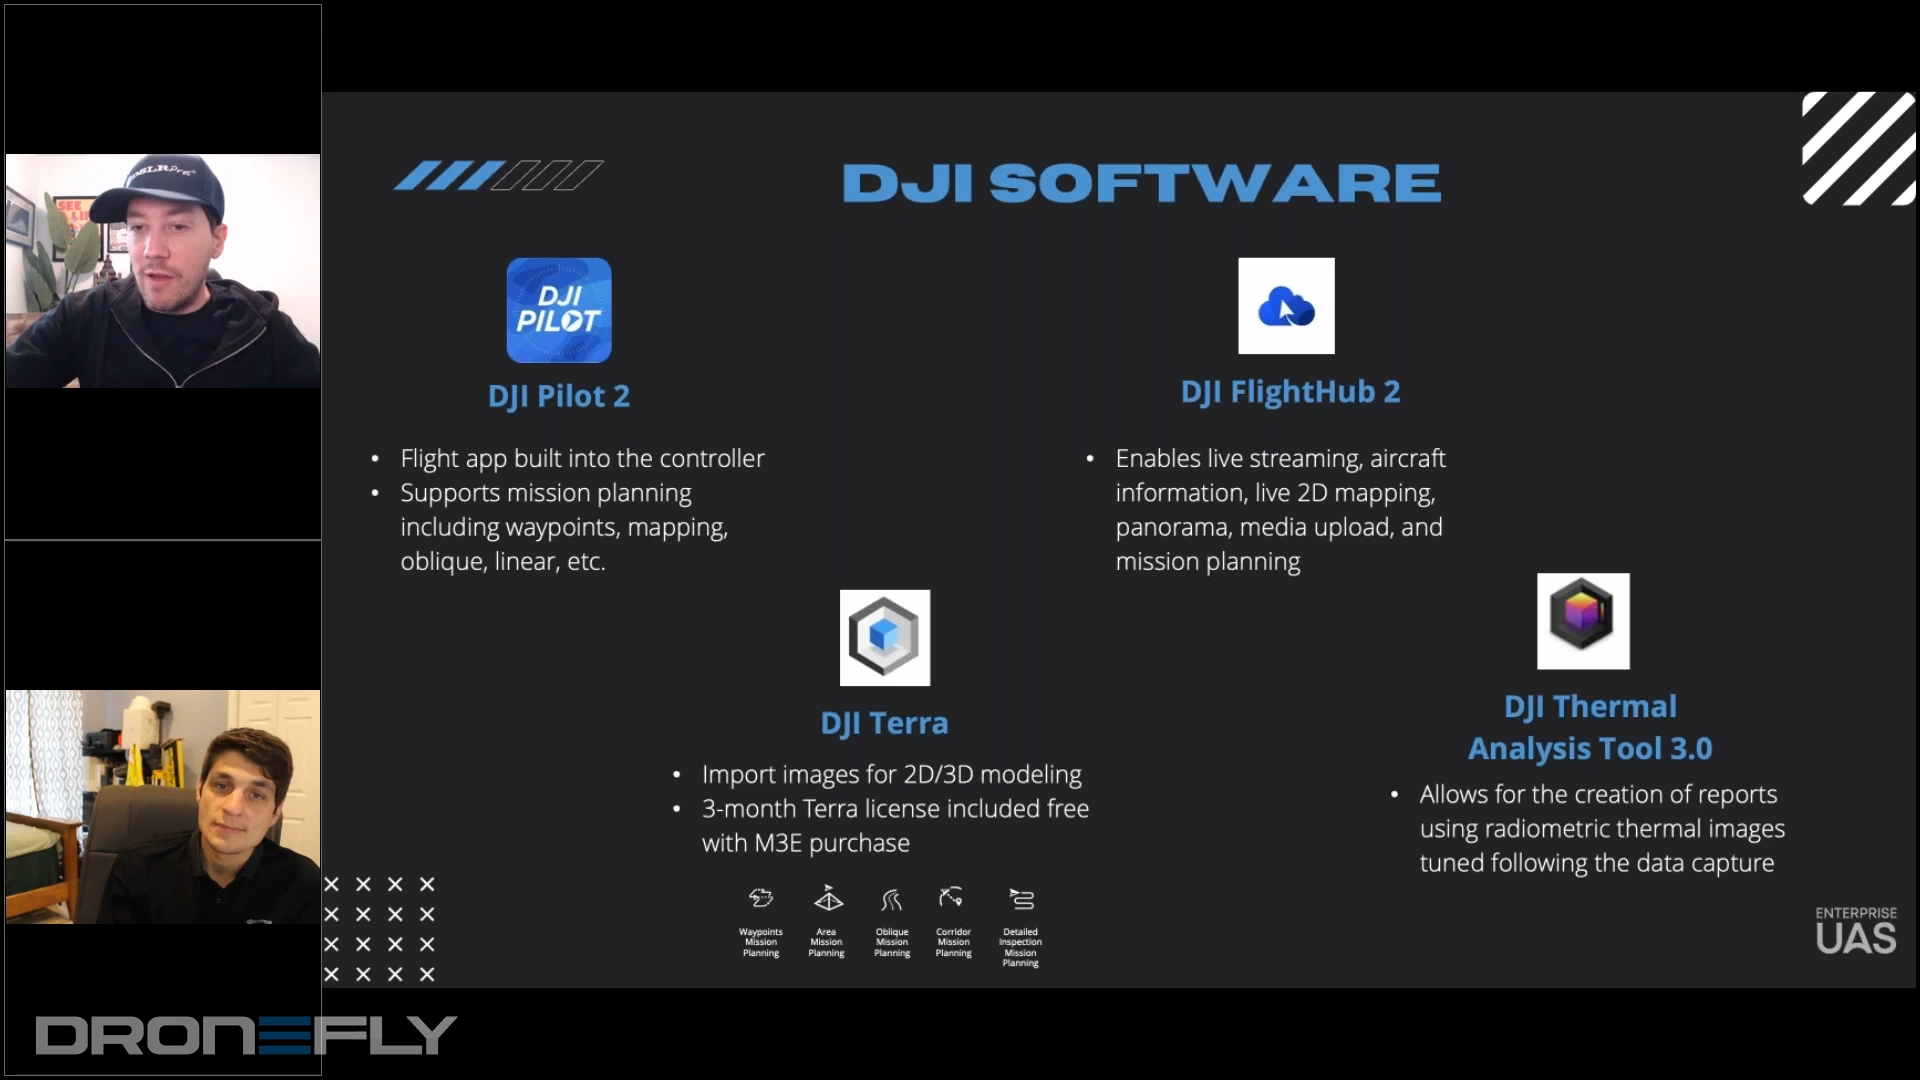 DJI SOFTWARE
DJI
PILOT
DJI Pilot 2
• Flight app built into the controller
• Supports mission planning
including waypoints, mapping,
oblique, linear, etc.
DJI FlightHub 2
• Enables live streaming, aircraft
information, live 2D mapping,
panorama, media upload, and
mission planning
DJI Terra
• Import images for 2D/3D modeling
• 3-month Terra license included free
with M3E purchase
Waypoints
Mission
Planning
Area
Mission
Planning
Oblique
Mission
Planning
Corridor
Mission
Planning
Detailed
Inspection
Mission
Planning
DJI Thermal
Analysis Tool 3.0
• Allows for the creation of reports
using radiometric thermal images
tuned following the data capture
ENTERPRISE
UAS
DSLRPros
SEE
DRONEFLY